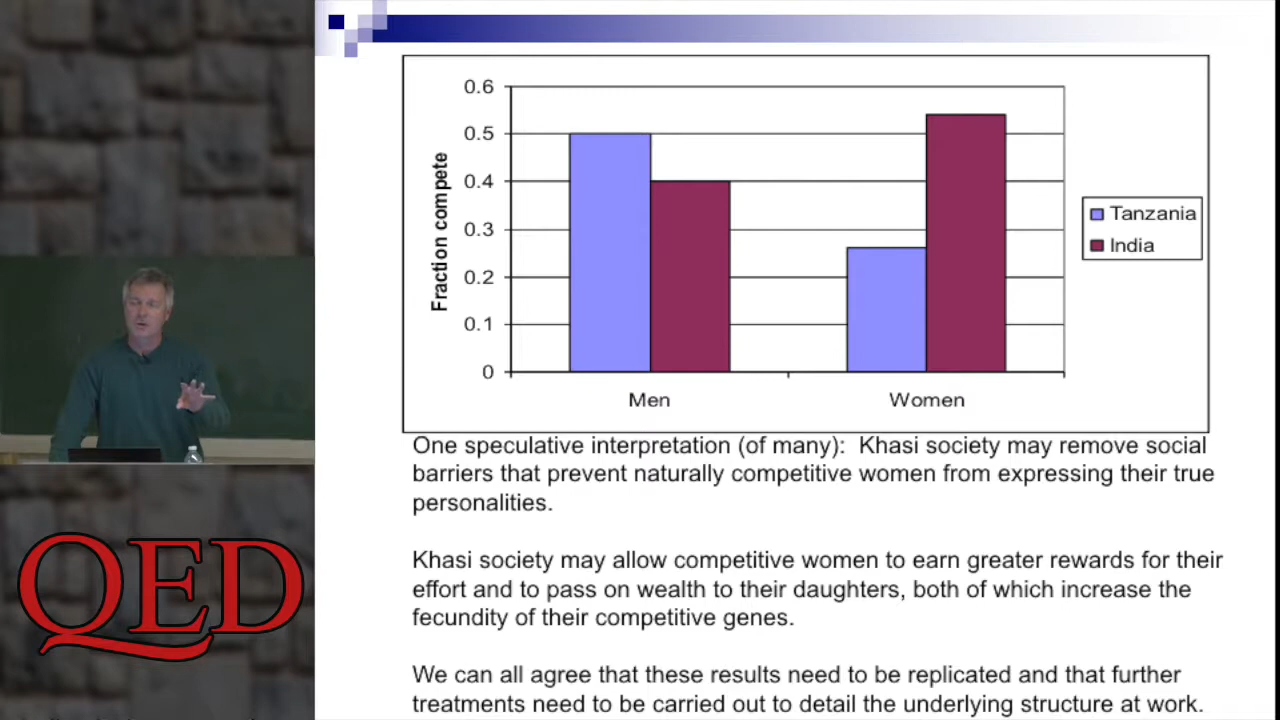 0.6
0.5
0.4
0.3
0.2
0.1
0
Fraction compete
Men
Women
Tanzania
India
One speculative interpretation (of many): Khasi society may remove social
barriers that prevent naturally competitive women from expressing their true
personalities.
Khasi society may allow competitive women to earn greater rewards for their
effort and to pass on wealth to their daughters, both of which increase the
fecundity of their competitive genes.
We can all agree that these results need to be replicated and that further
treatments need to be carried out to detail the underlying structure at work.
QED